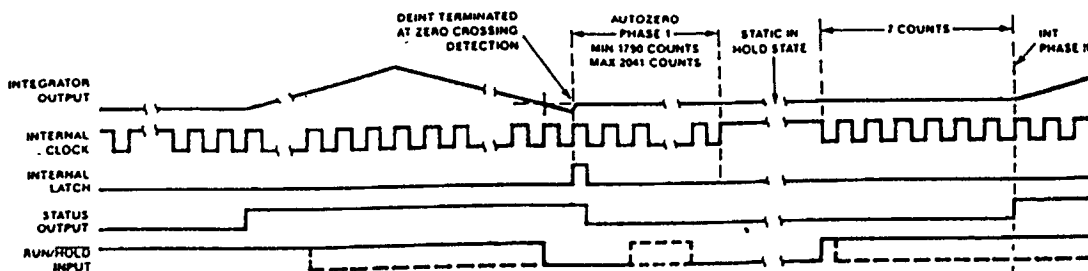 DEINT TERMINATED
AT ZERO CROSSING
DETECTION
AUTOZERO
PHASE 1
MIN 1790 COUNTS
MAX 2041 COUNTS
STATIC IN
HOLD STATE
7 COUNTS
INT
PHASE II
INTEGRATOR
OUTPUT
INTERNAL
CLOCK
INTERNAL
LATCH
STATUS
OUTPUT
RUN/HOLD
INPUT